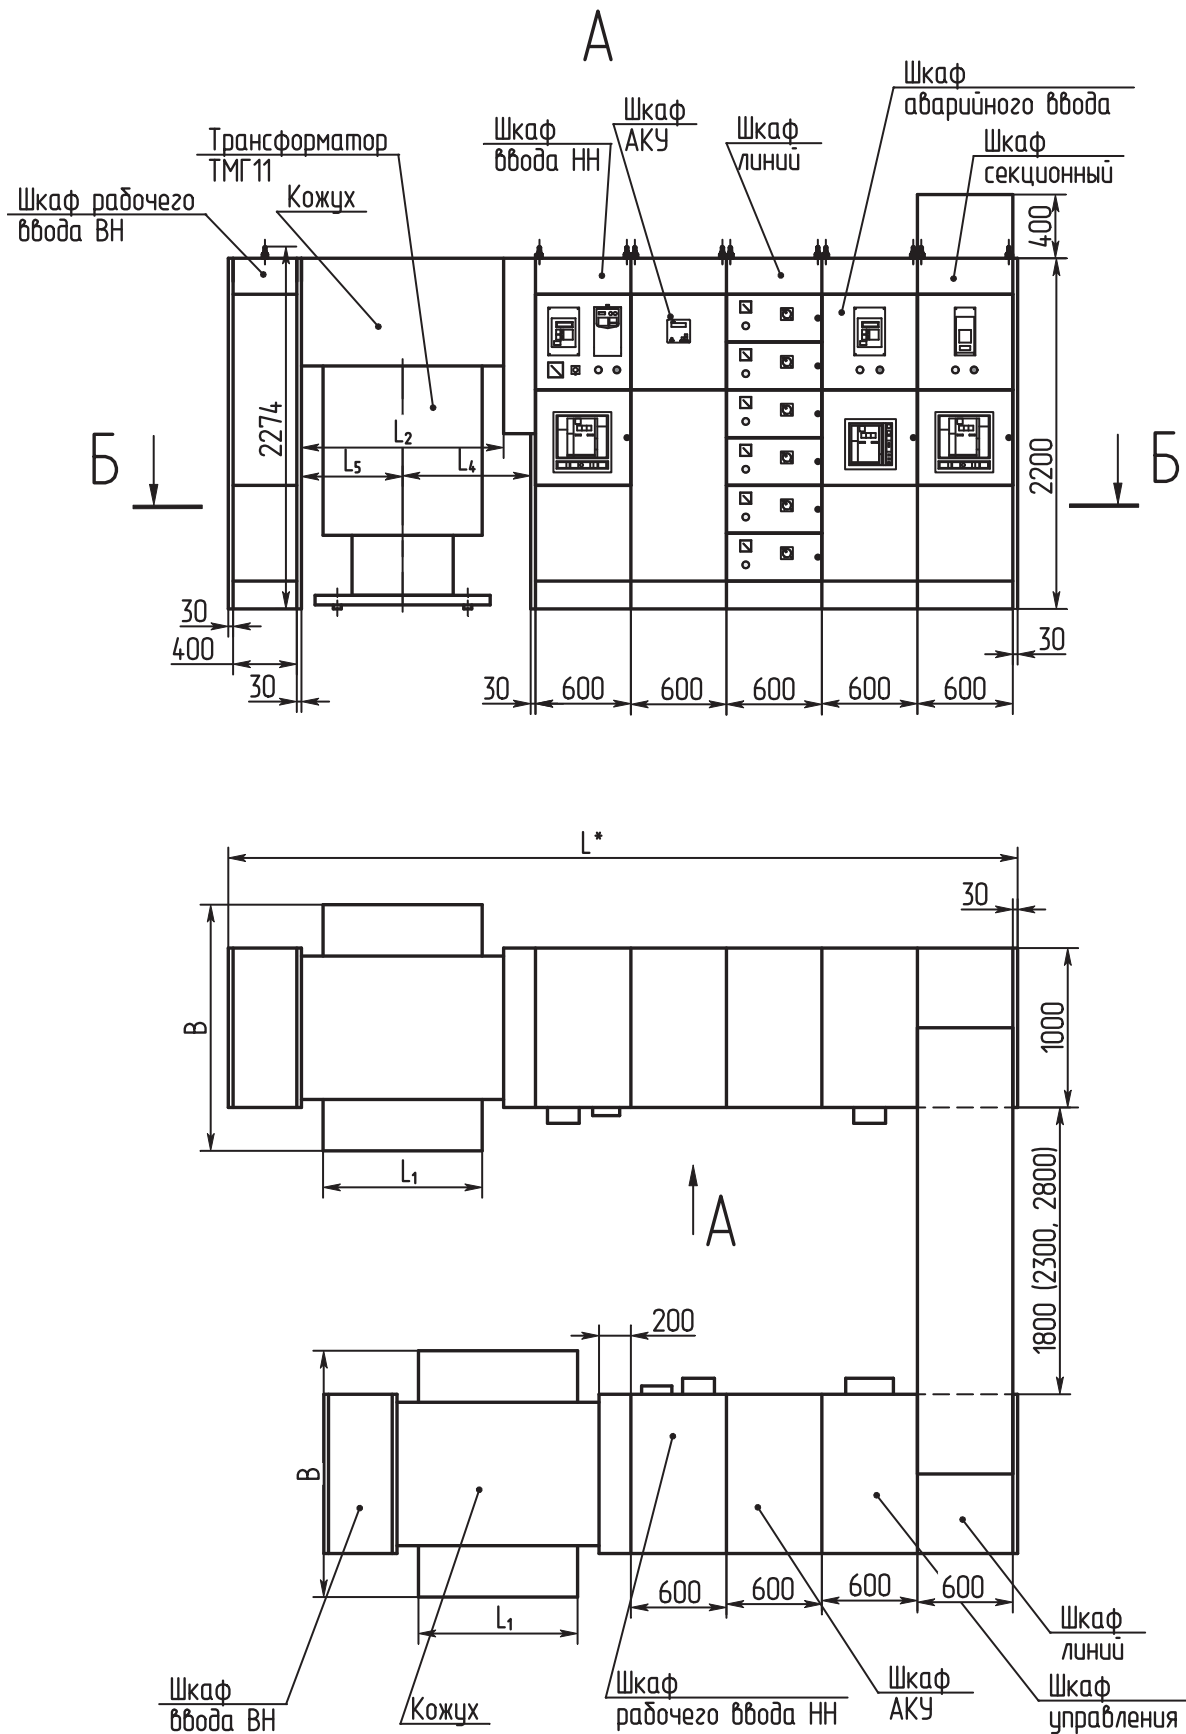 А
Шкаф
аварийного ввода
Шкаф
АКУ
Шкаф
ввода НН
Шкаф
линий
Шкаф
секционный
Трансформатор
ТМГ11
Кожух
Шкаф рабочего
ввода ВН
400
2274
L₂
L₅
L₄
Б
Б
2200
30
400
30
30
600
600
600
600
600
30
L*
30
В
1000
L₁
А
1800 (2300, 2800)
200
В
600
600
600
600
L₁
Шкаф
линий
Шкаф
ввода ВН
Кожух
Шкаф
рабочего ввода НН
Шкаф
АКУ
Шкаф
управления